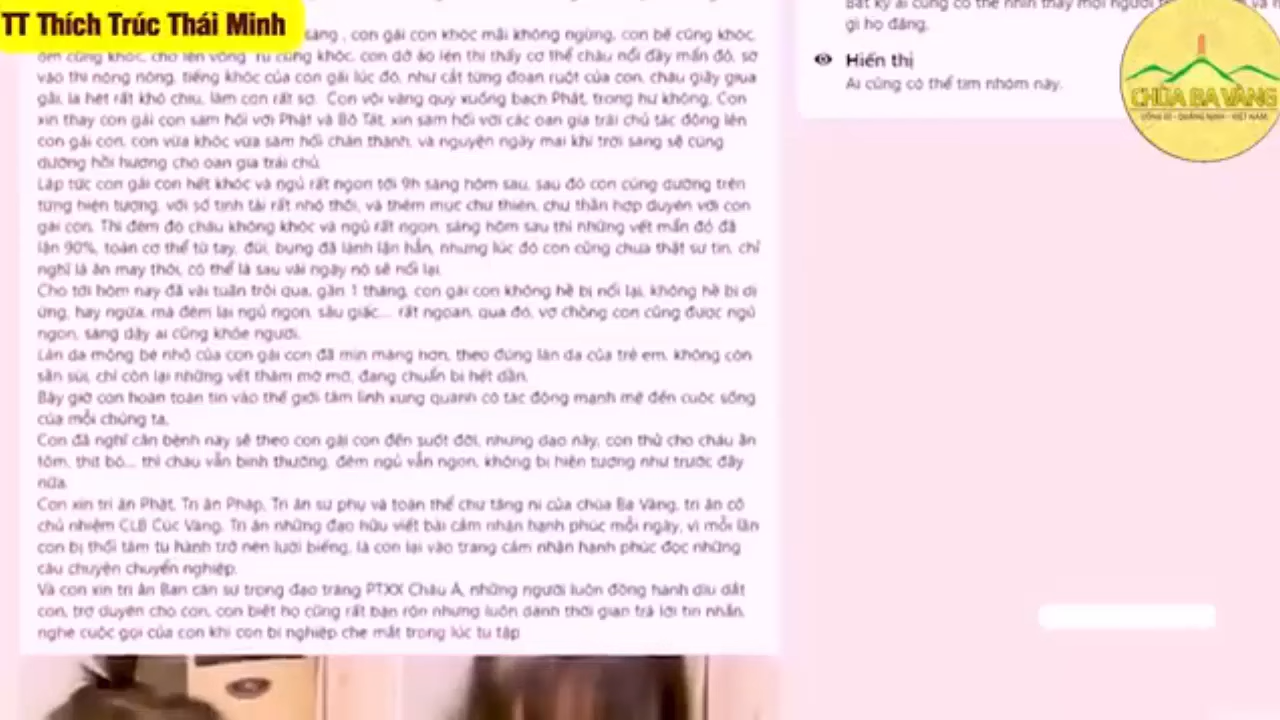 TT Thích Trúc Thái Minh
sáng , con gái con khóc mãi không ngừng, con bế cũng khóc,
ôm cũng khóc, cho lên võng ru cũng khóc, con dở áo lên thì thấy cơ thể cháu nổi đầy mẩn đỏ, sờ
vào thì nóng nóng, tiếng khóc của con gái lúc đó, như cắt từng đoạn ruột của con, cháu giãy giụa
gãi, la hét rất khó chịu, làm con rất sợ. Con vội vàng quỳ xuống bạch Phật, trong hư không, Con
xin thay con gái con sám hối với Phật và Bồ Tát, xin sám hối với các oan gia trái chủ tác động lên
con gái con, con vừa khóc vừa sám hối chân thành, và nguyện ngày mai khi trời sáng sẽ cúng
dường hồi hướng cho oan gia trái chủ.
Lập tức con gái con hết khóc và ngủ rất ngon tới 9h sáng hôm sau, sau đó con cúng dường trên
từng hiện tượng, với số tịnh tài rất nhỏ thôi, và thêm mục chư thiên, chư thần hợp duyên với con
gái con. Thì đêm đó cháu không khóc và ngủ rất ngon, sáng hôm sau thì những vết mẩn đỏ đã
lặn 90%, toàn cơ thể từ tay, đùi, bụng đã lành lặn hẳn, nhưng lúc đó con cũng chưa thật sự tin, chỉ
nghĩ là ăn may thôi, có thể là sau vài ngày nó sẽ nổi lại.
Cho tới hôm nay đã vài tuần trôi qua, gần 1 tháng, con gái con không hề bị nổi lại, không hề bị dị
ứng, hay ngứa, mà đêm lại ngủ ngon, sâu giấc... rất ngoan, qua đó, vợ chồng con cũng được ngủ
ngon, sáng dậy ai cũng khỏe người.
Làn da mỏng bé nhỏ của con gái con đã mịn màng hơn, theo đúng làn da của trẻ em, không còn
sần sùi, chỉ còn lại những vết thâm mờ mờ, đang chuẩn bị hết dần.
Bây giờ con hoàn toàn tin vào thế giới tâm linh xung quanh có tác động mạnh mẽ đến cuộc sống
của mỗi chúng ta.
Con đã nghĩ căn bệnh này sẽ theo con gái con đến suốt đời, nhưng dạo này, con thử cho cháu ăn
tôm, thịt bò... thì cháu vẫn bình thường, đêm ngủ vẫn ngon, không bị hiện tượng như trước đây
nữa.
Con xin tri ân Phật, Tri ân Pháp, Tri ân sư phụ và toàn thể chư tăng ni của chùa Ba Vàng, tri ân cô
chủ nhiệm CLB Cúc Vàng. Tri ân những đạo hữu viết bài cảm nhận hạnh phúc mỗi ngày, vì mỗi lần
con bị thối tâm tu hành trở nên lười biếng, là con lại vào trang cảm nhận hạnh phúc đọc những
câu chuyện chuyển nghiệp.
Và con xin tri ân Ban cán sự trong đạo tràng PTXX Châu Á, những người luôn đồng hành dìu dắt
con, trợ duyên cho con, con biết họ cũng rất bận rộn nhưng luôn dành thời gian trả lời tin nhắn,
nghe cuộc gọi của con khi con bị nghiệp che mắt trong lúc tu tập
gì họ đăng.
Hiển thị
Ai cũng có thể tìm nhóm này.
CHÙA BA VÀNG
UÔNG BÍ - QUẢNG NINH - VIỆT NAM